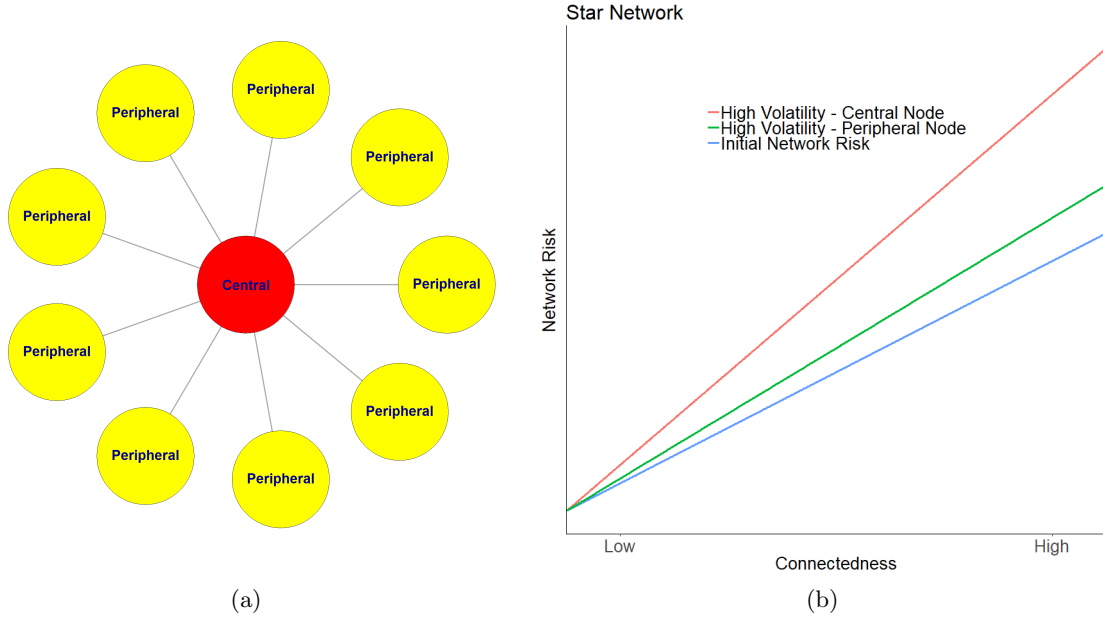 Peripheral
Peripheral
Peripheral
Peripheral
Central
Peripheral
Peripheral
Peripheral
Peripheral
Peripheral
(a)
Star Network
High Volatility - Central Node
High Volatility - Peripheral Node
Initial Network Risk
Network Risk
Low
High
Connectedness
(b)